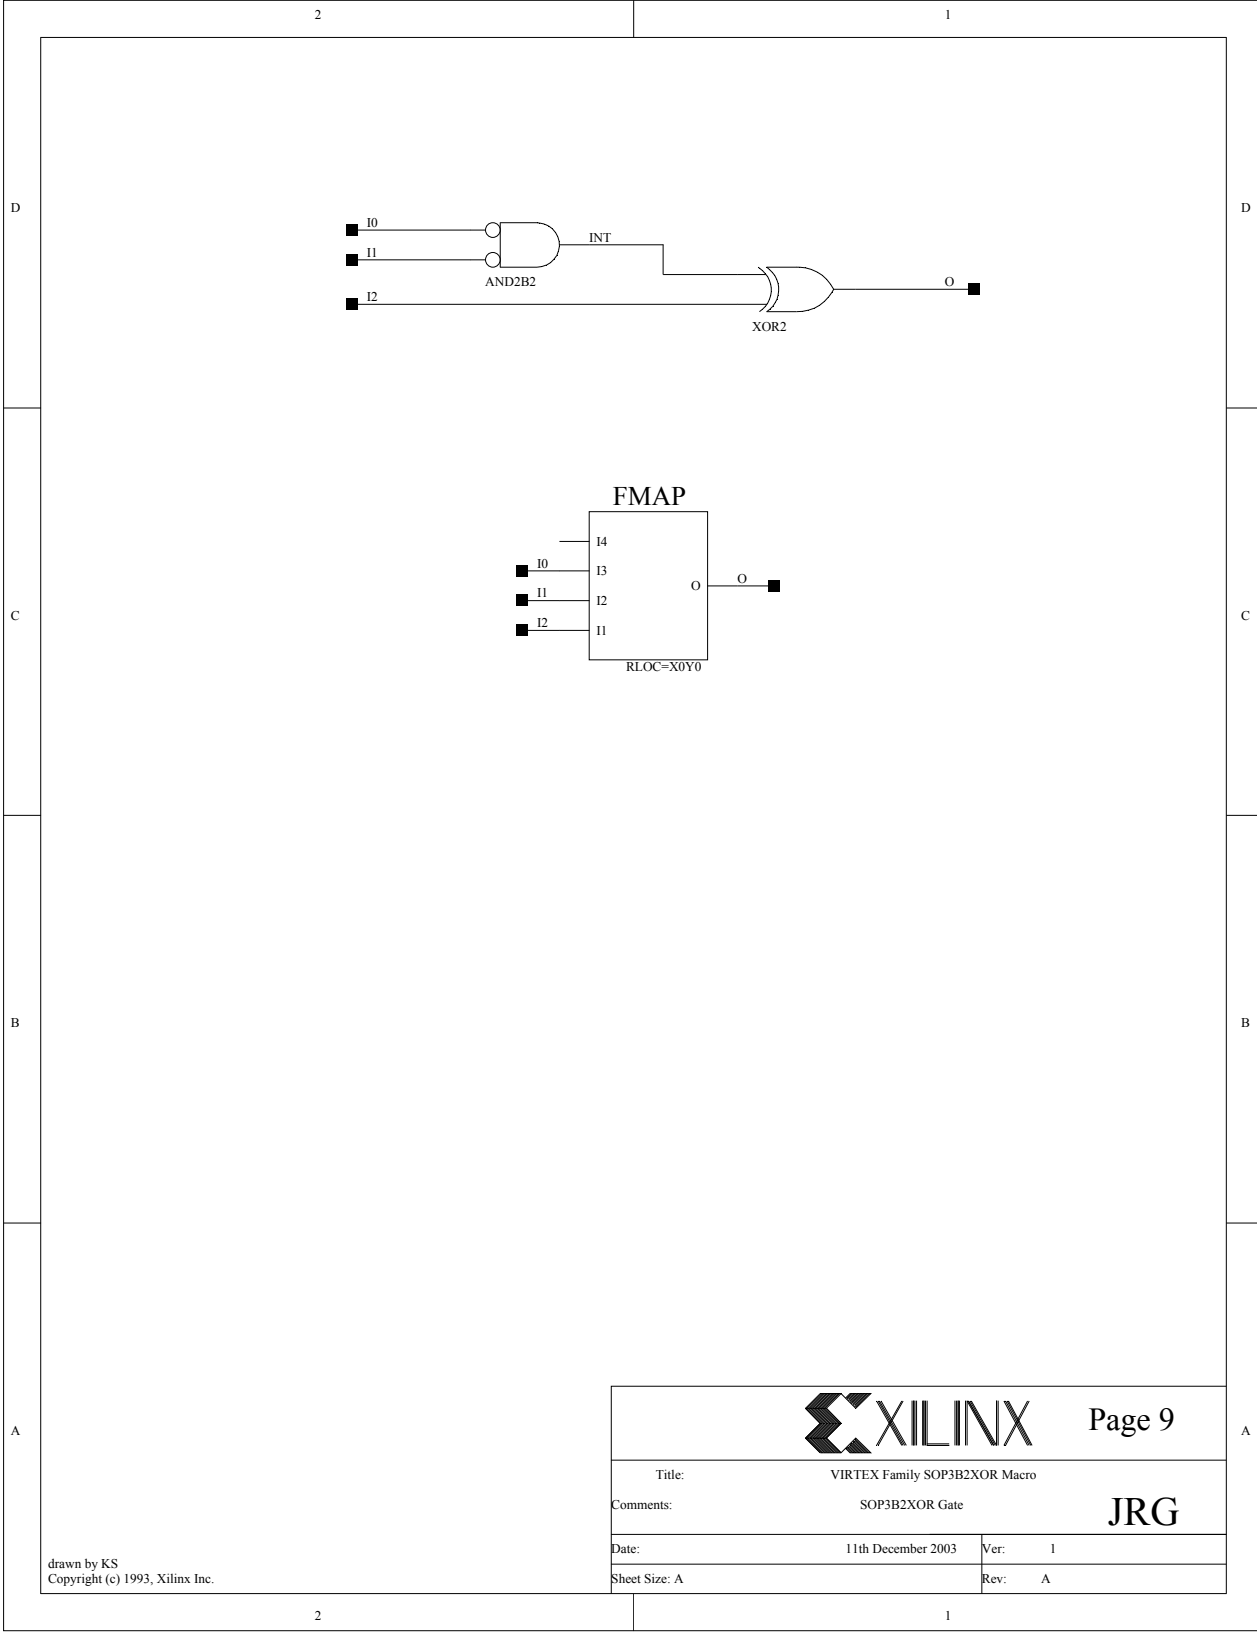 2 1
D D
I0
I1
INT
AND2B2
I2
O
XOR2
C C
FMAP
I4
I0 I3
I1 I2
I2 I1
O O
RLOC=X0Y0
B B
A A
XILINX Page 9
Title: VIRTEX Family SOP3B2XOR Macro
Comments: SOP3B2XOR Gate JRG
Date: 11th December 2003 Ver: 1
Sheet Size: A Rev: A
drawn by KS
Copyright (c) 1993, Xilinx Inc.
2 1